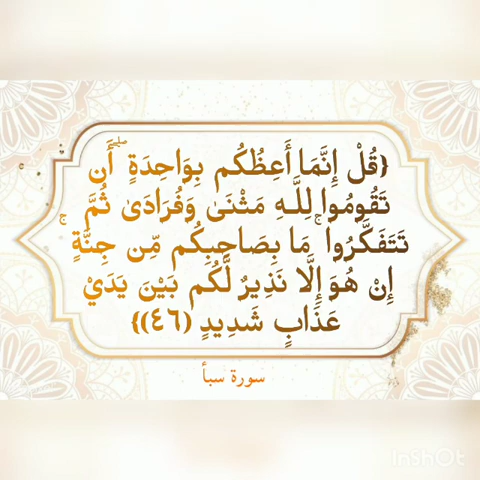 {قُلْ إِنَّمَا أَعِظُكُم بِوَاحِدَةٍ ۖ أَن
تَقُومُوا لِلَّهِ مَثْنَىٰ وَفُرَادَىٰ ثُمَّ
تَتَفَكَّرُوا ۚ مَا بِصَاحِبِكُم مِّن جِنَّةٍ ۚ
إِنْ هُوَ إِلَّا نَذِيرٌ لَّكُم بَيْنَ يَدَيْ
عَذَابٍ شَدِيدٍ (٤٦)}
سورة سبأ
InShOt